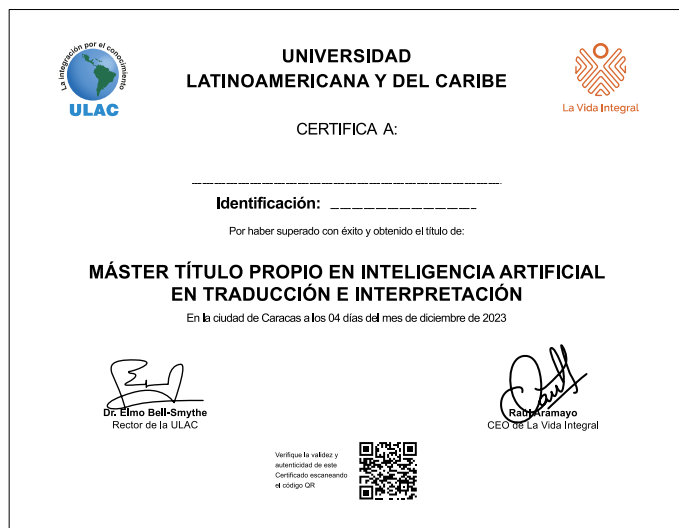 La integración por el conocimiento
ULAC
UNIVERSIDAD
LATINOAMERICANA Y DEL CARIBE
La Vida Integral
CERTIFICA A:
Identificación:
Por haber superado con éxito y obtenido el título de:
MÁSTER TÍTULO PROPIO EN INTELIGENCIA ARTIFICIAL
EN TRADUCCIÓN E INTERPRETACIÓN
En la ciudad de Caracas a los 04 días del mes de diciembre de 2023
Dr. Elmo Bell-Smythe
Rector de la ULAC
Raul Aramayo
CEO de La Vida Integral
Verifique la validez y
autenticidad de este
Certificado escaneando
el código QR